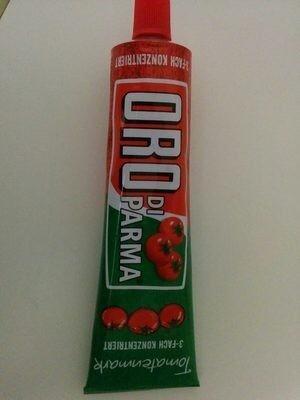 3-FACH KONZENTRIERT
ORO
DI
PARMA
3-FACH KONZENTRIERT
Tomatenmark